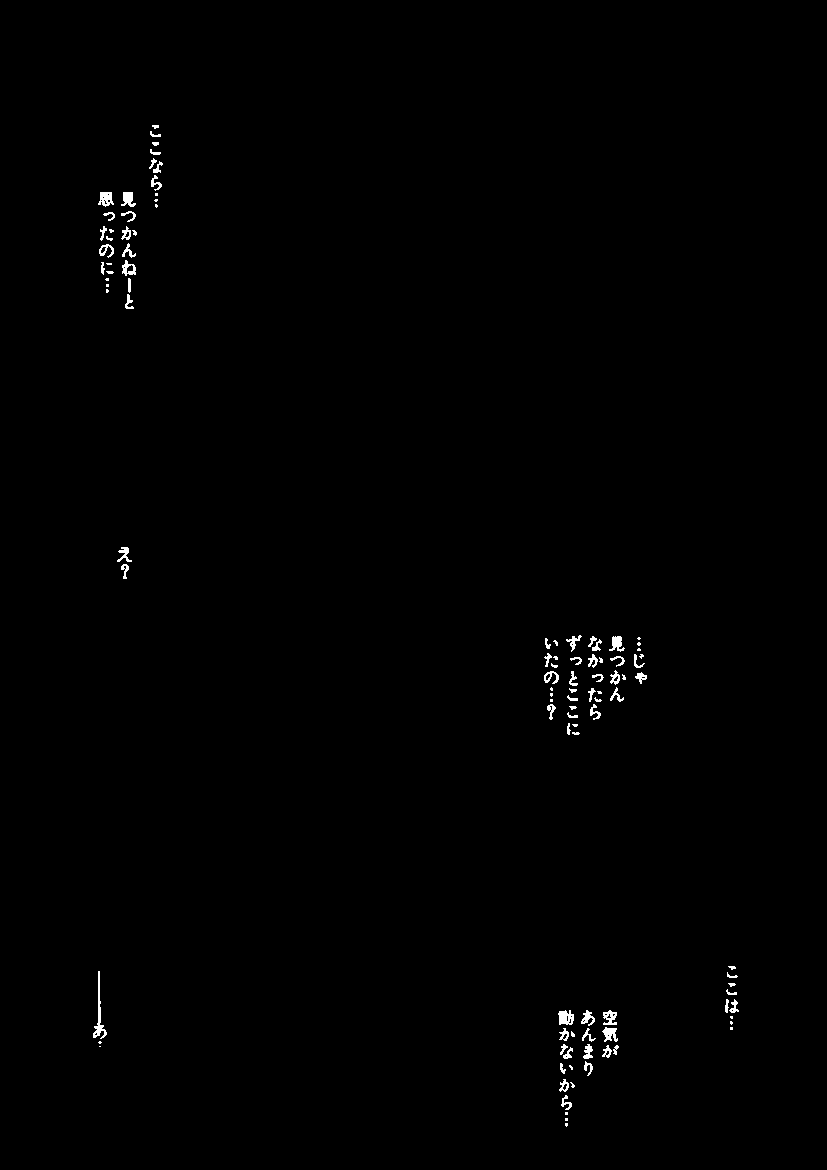 ここなら…
見つかんねーと
思ったのに…
え?
…じゃ
見つかん
なかったら
ずっとここに
いたの…?
ここは…
空気が
あんまり
動かないから…
――あ…